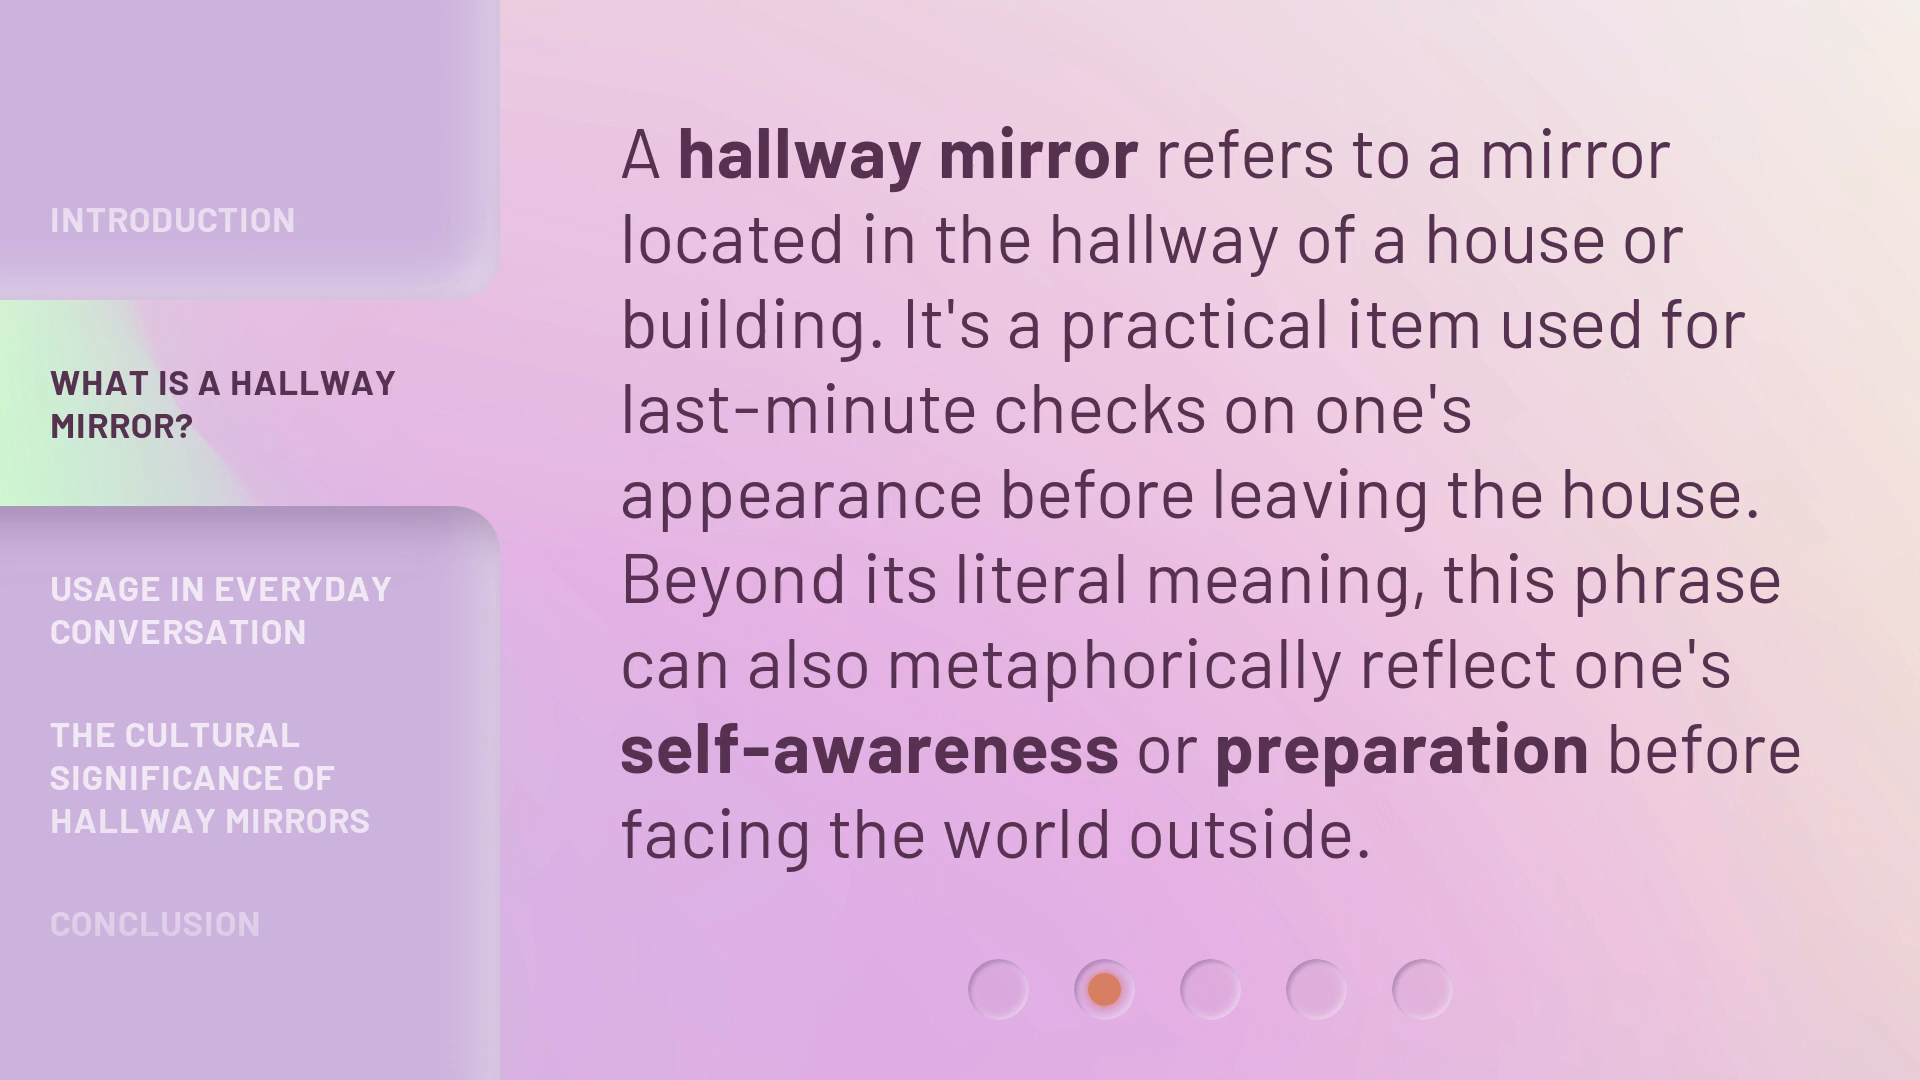 INTRODUCTION
WHAT IS A HALLWAY
MIRROR?
USAGE IN EVERYDAY
CONVERSATION
THE CULTURAL
SIGNIFICANCE OF
HALLWAY MIRRORS
CONCLUSION
A hallway mirror refers to a mirror
located in the hallway of a house or
building. It's a practical item used for
last-minute checks on one's
appearance before leaving the house.
Beyond its literal meaning, this phrase
can also metaphorically reflect one's
self-awareness or preparation before
facing the world outside.